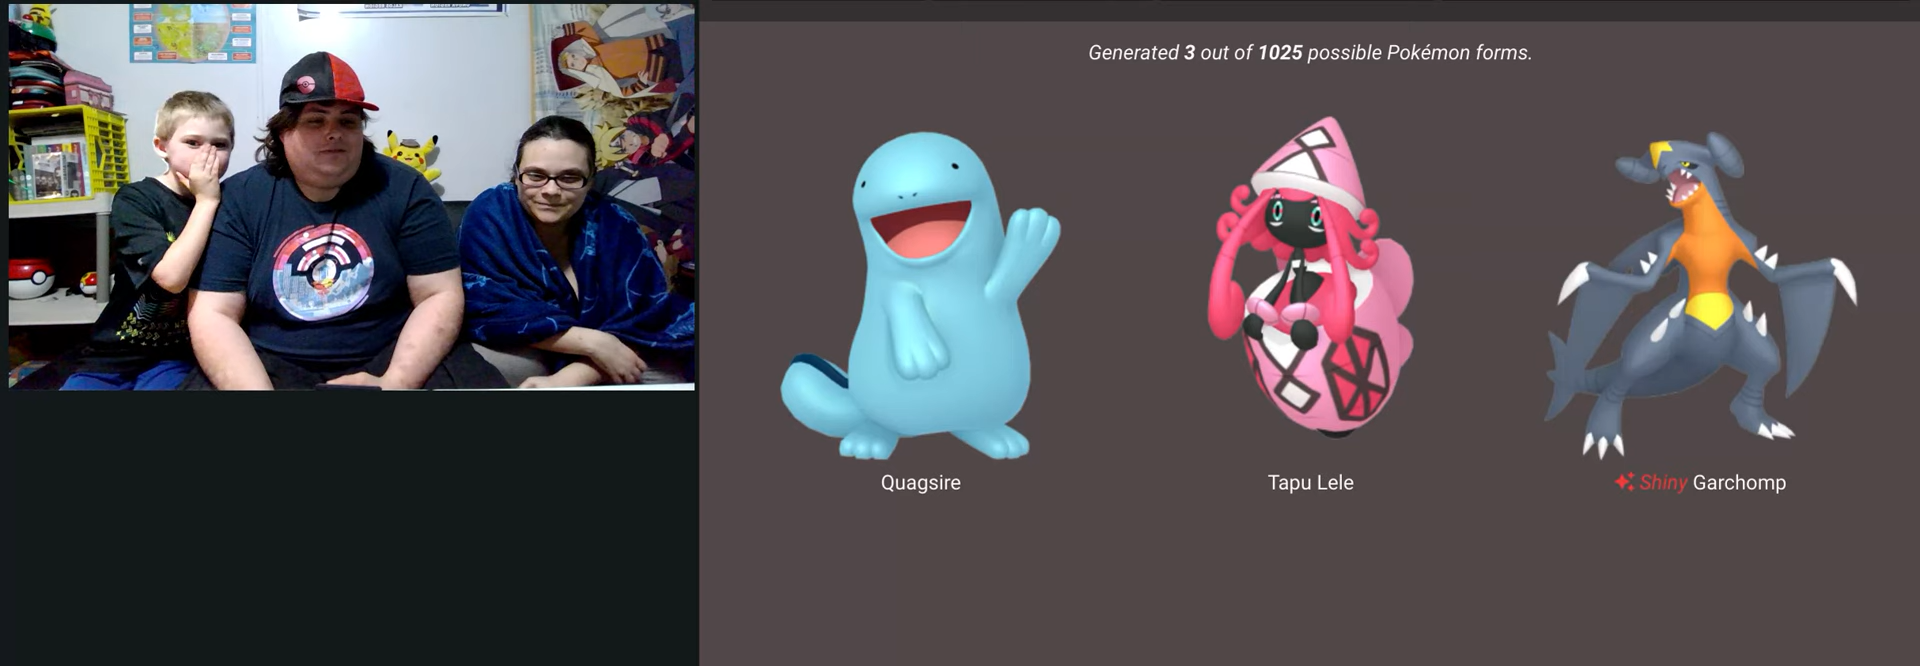 Generated 3 out of 1025 possible Pokémon forms.
Quagsire
Tapu Lele
Shiny Garchomp